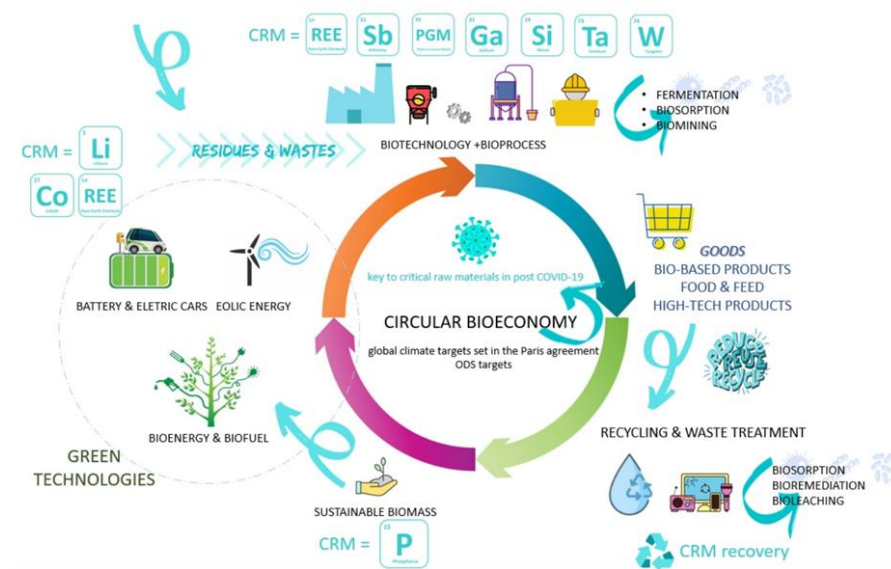 CRM = REE Sb PGM Ga Si Ta W
FERMENTATION
BIOSORPTION
BIOMINING
BIOTECHNOLOGY +BIOPROCESS
RESIDUES & WASTES
CRM = Li
Co REE
key to critical raw materials in post COVID-19
CIRCULAR BIOECONOMY
global climate targets set in the Paris agreement
ODS targets
GOODS
BIO-BASED PRODUCTS
FOOD & FEED
HIGH-TECH PRODUCTS
BATTERY & ELETRIC CARS
EOLIC ENERGY
BIOENERGY & BIOFUEL
GREEN
TECHNOLOGIES
REDUCE
REUSE
RECYCLE
RECYCLING & WASTE TREATMENT
BIOSORPTION
BIOREMEDIATION
BIOLEACHING
SUSTAINABLE BIOMASS
CRM = P
CRM recovery